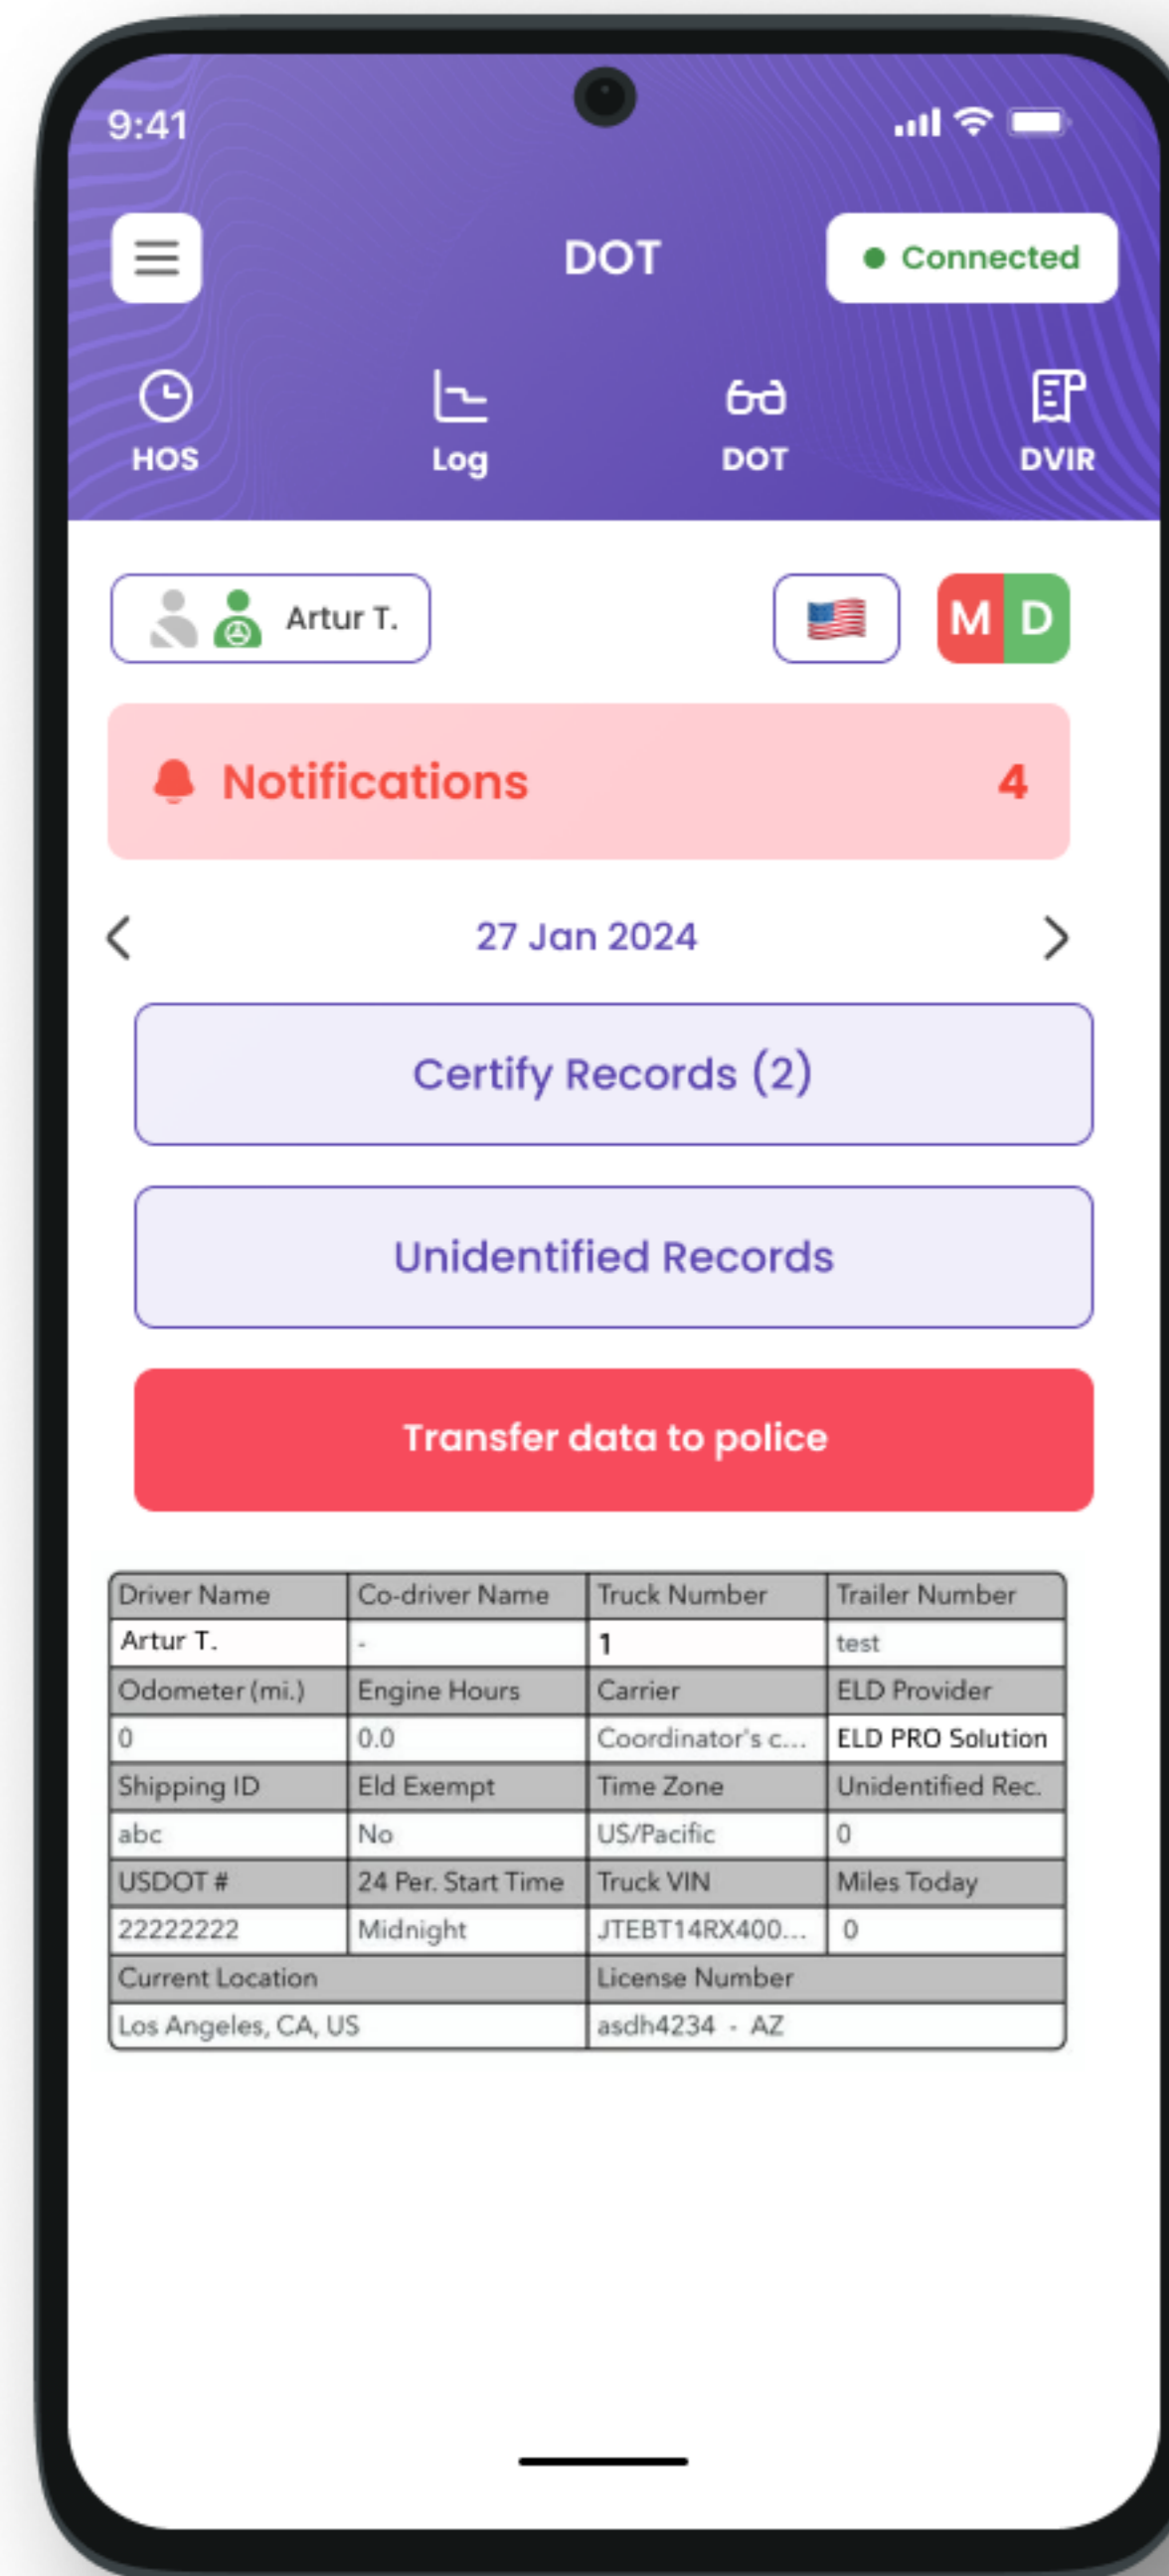 9:41
DOT
Connected
HOS Log DOT DVIR
Artur T.
M D
Notifications 4
27 Jan 2024
Certify Records (2)
Unidentified Records
Transfer data to police
Driver Name Co-driver Name Truck Number Trailer Number
Artur T. - 1 test
Odometer (mi.) Engine Hours Carrier ELD Provider
0 0.0 Coordinator's c... ELD PRO Solution
Shipping ID Eld Exempt Time Zone Unidentified Rec.
abc No US/Pacific 0
USDOT # 24 Per. Start Time Truck VIN Miles Today
22222222 Midnight JTEBT14RX400... 0
Current Location License Number
Los Angeles, CA, US asdh4234 - AZ